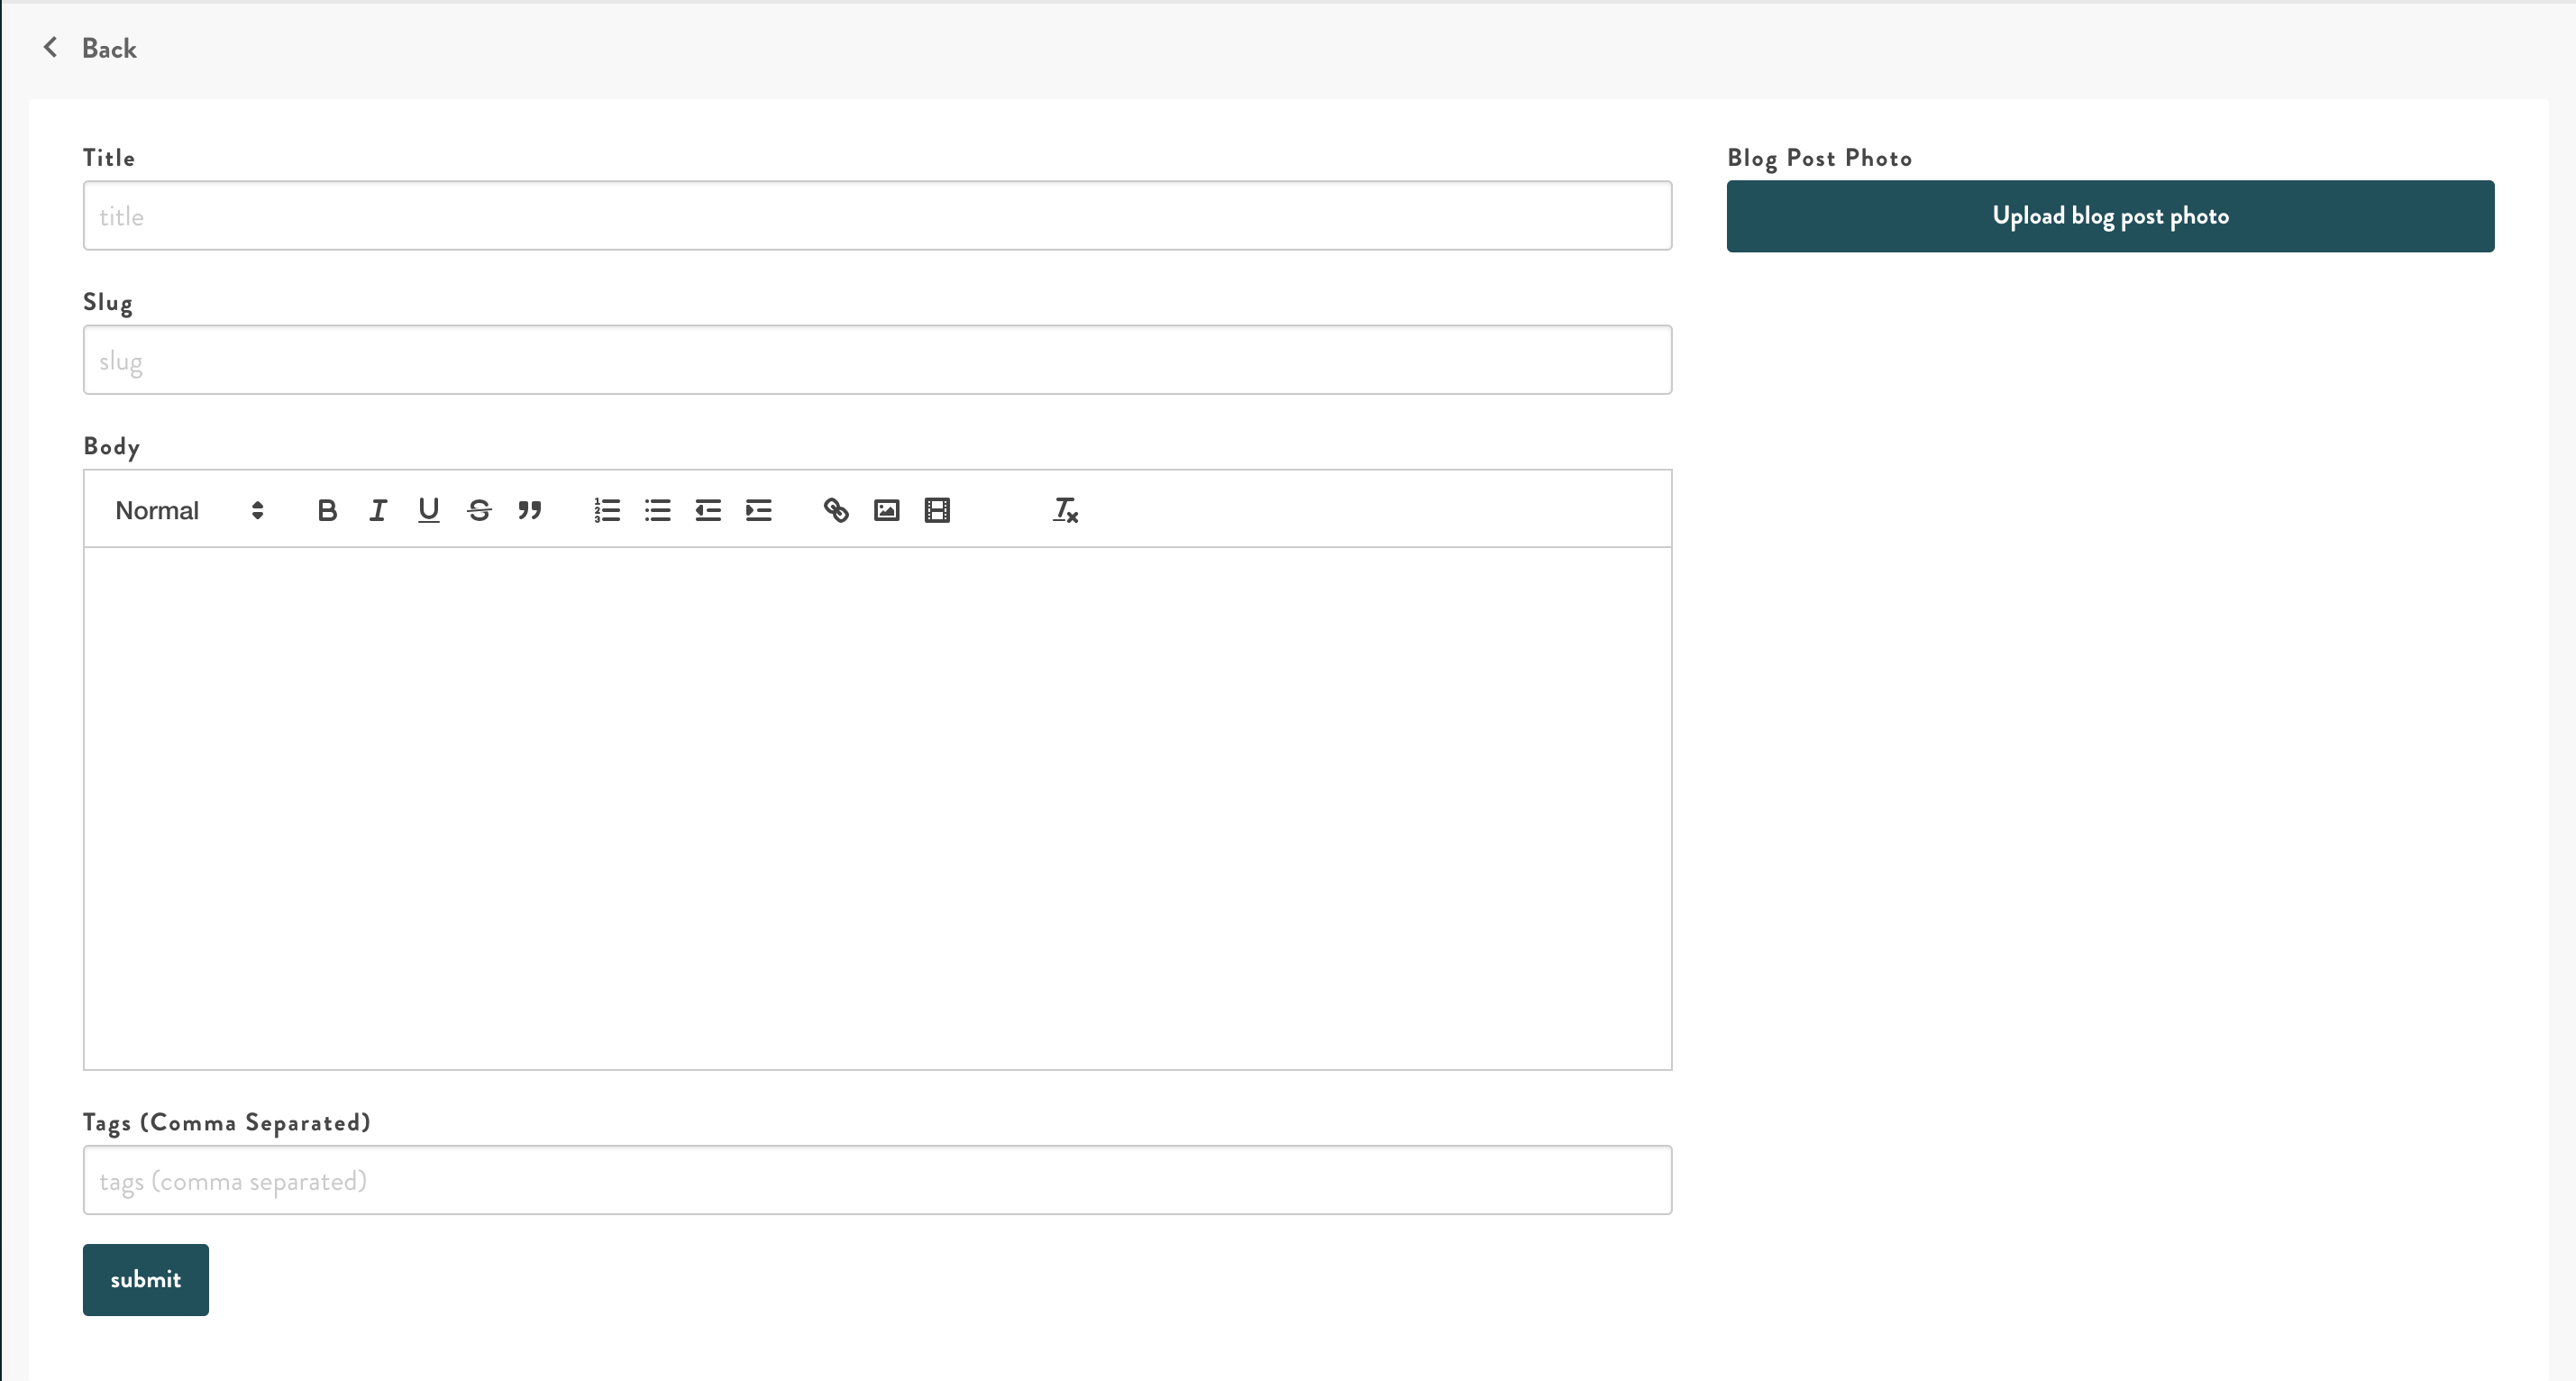 Back
Title
title
Slug
slug
Body
Normal
Tags (Comma Separated)
tags (comma separated)
submit
Blog Post Photo
Upload blog post photo